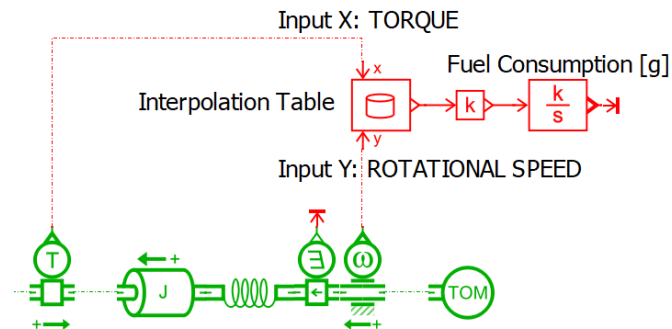 Input X: TORQUE
x
Fuel Consumption [g]
Interpolation Table
k
k
s
y
Input Y: ROTATIONAL SPEED
T
+
E
ω
J
TOM
+
+